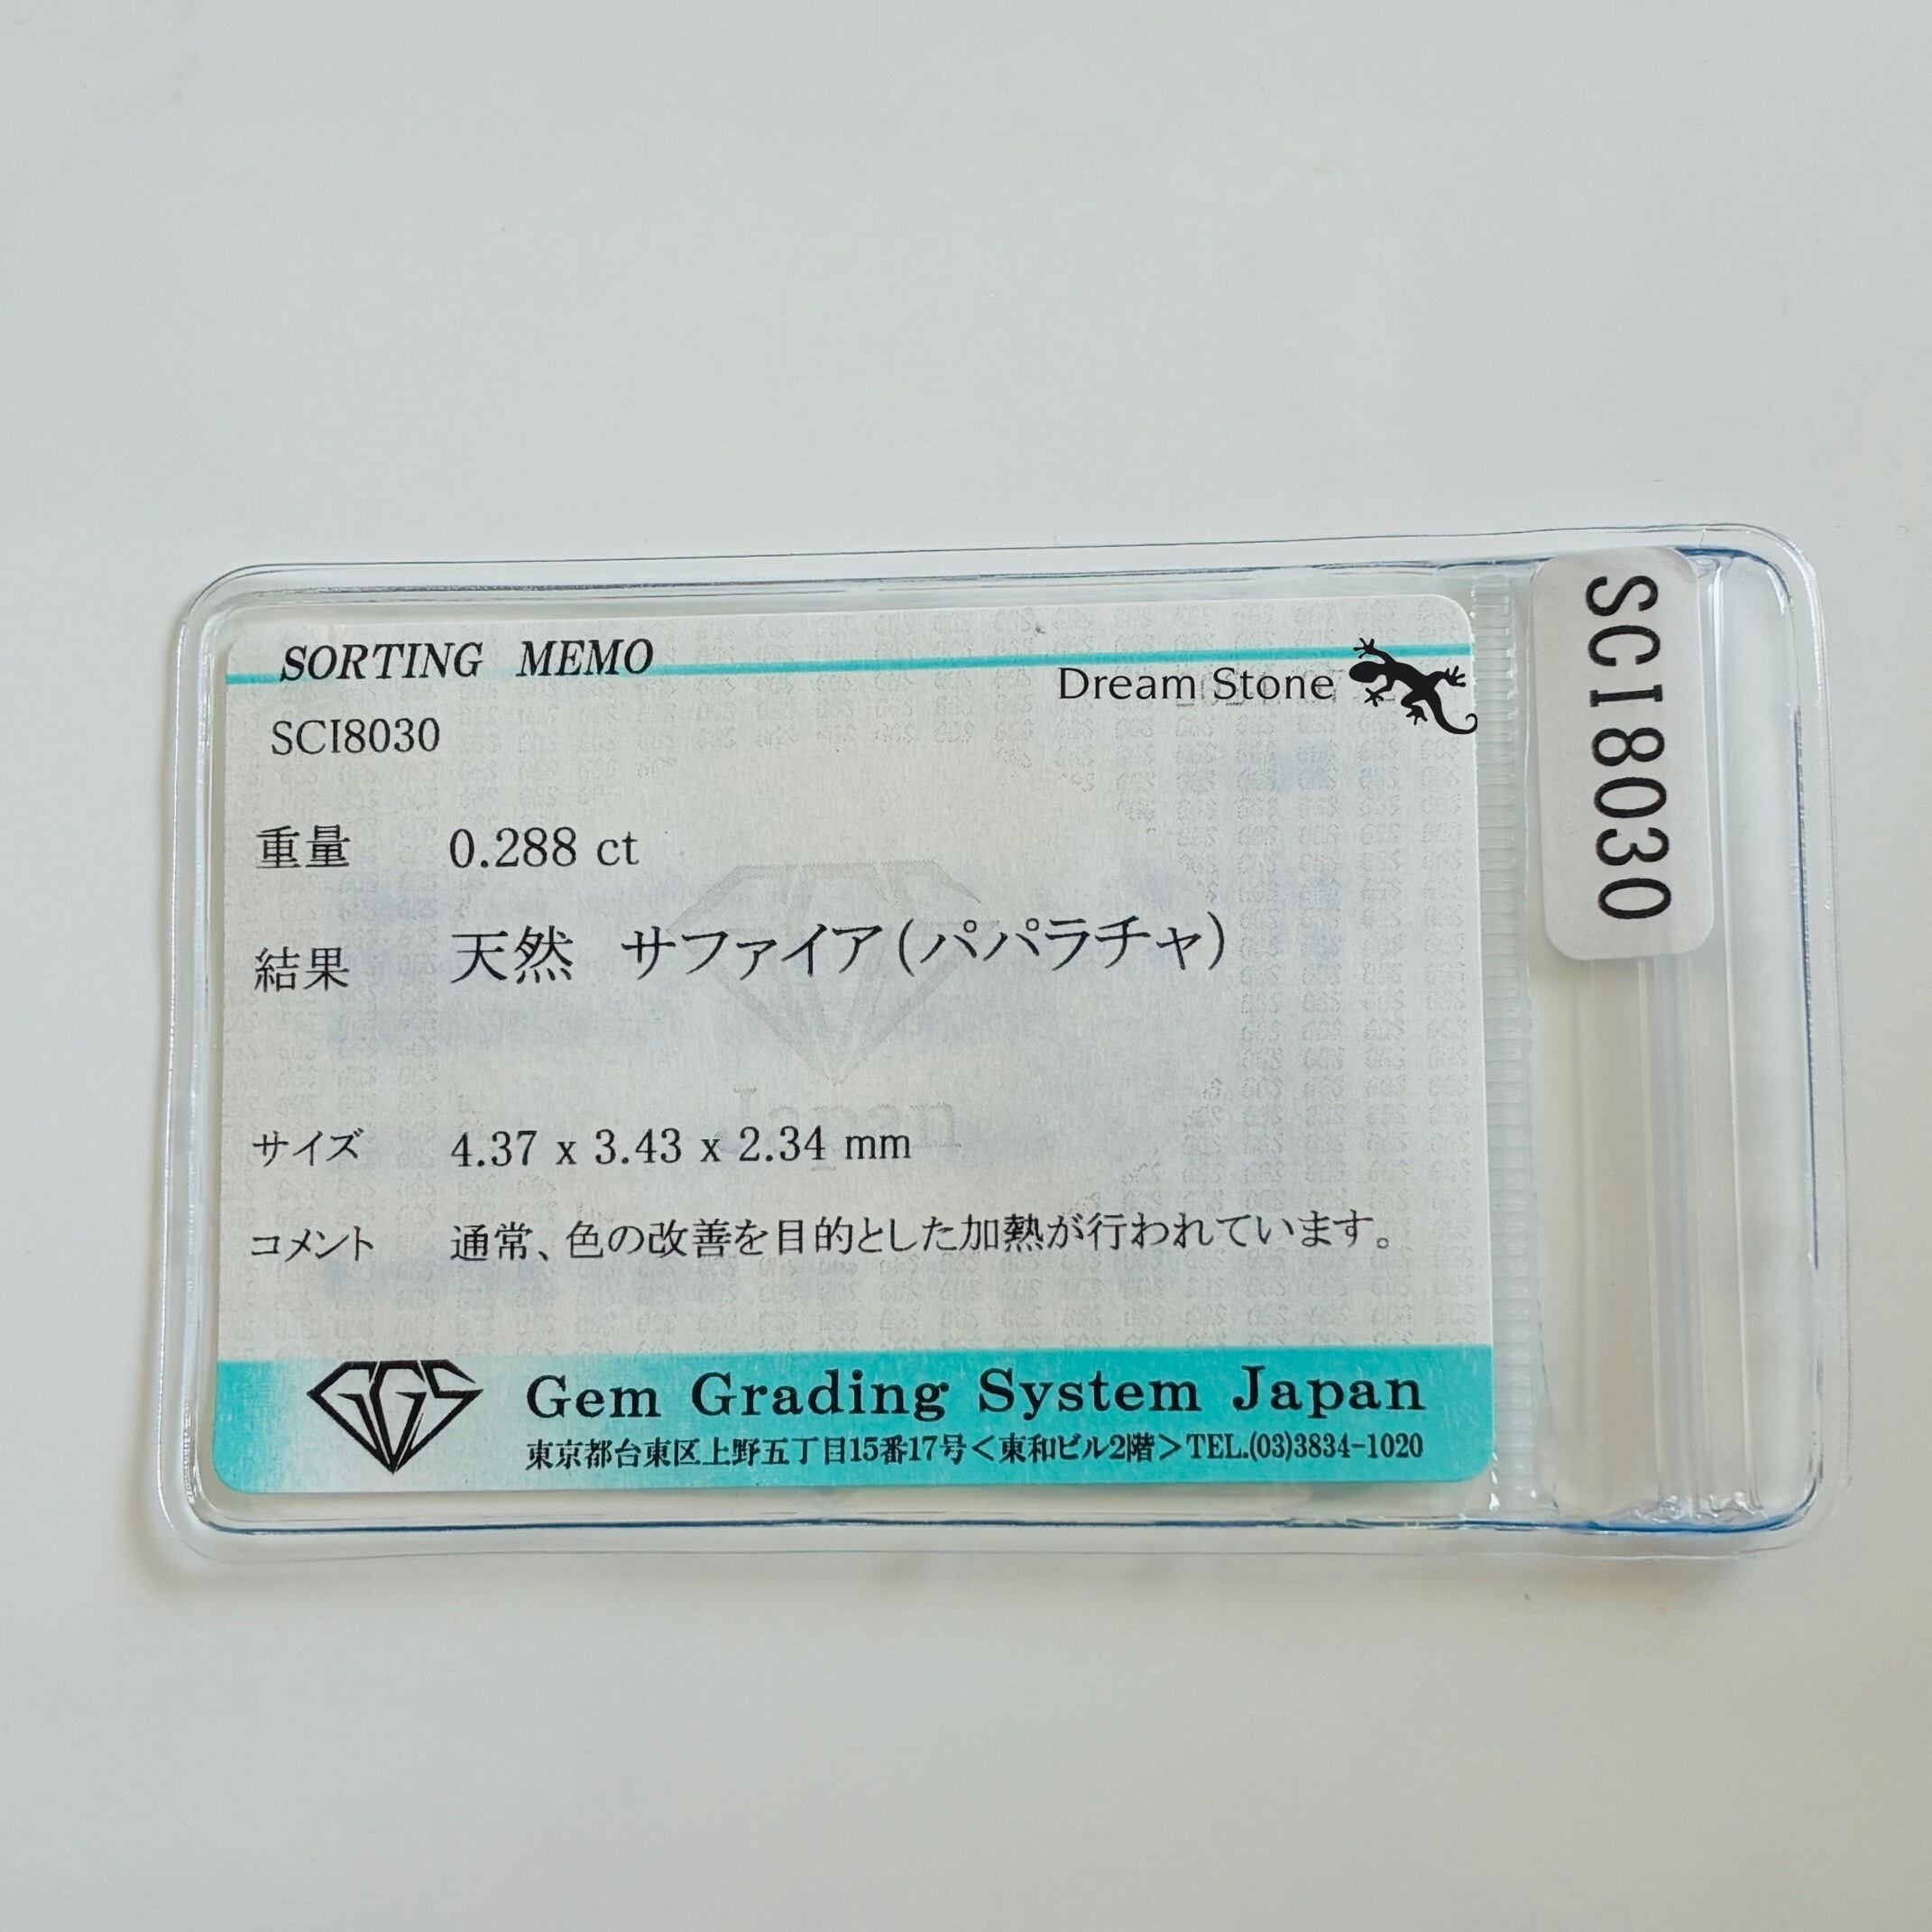 SORTING MEMO
Dream Stone
SCI8030
重量 0.288 ct
結果 天然 サファイア(パパラチャ)
サイズ 4.37 x 3.43 x 2.34 mm
コメント 通常、色の改善を目的とした加熱が行われています。
GGS
Japan
GGS
Gem Grading System Japan
東京都台東区上野五丁目15番17号<東和ビル2階>TEL.(03)3834-1020
SCI8030